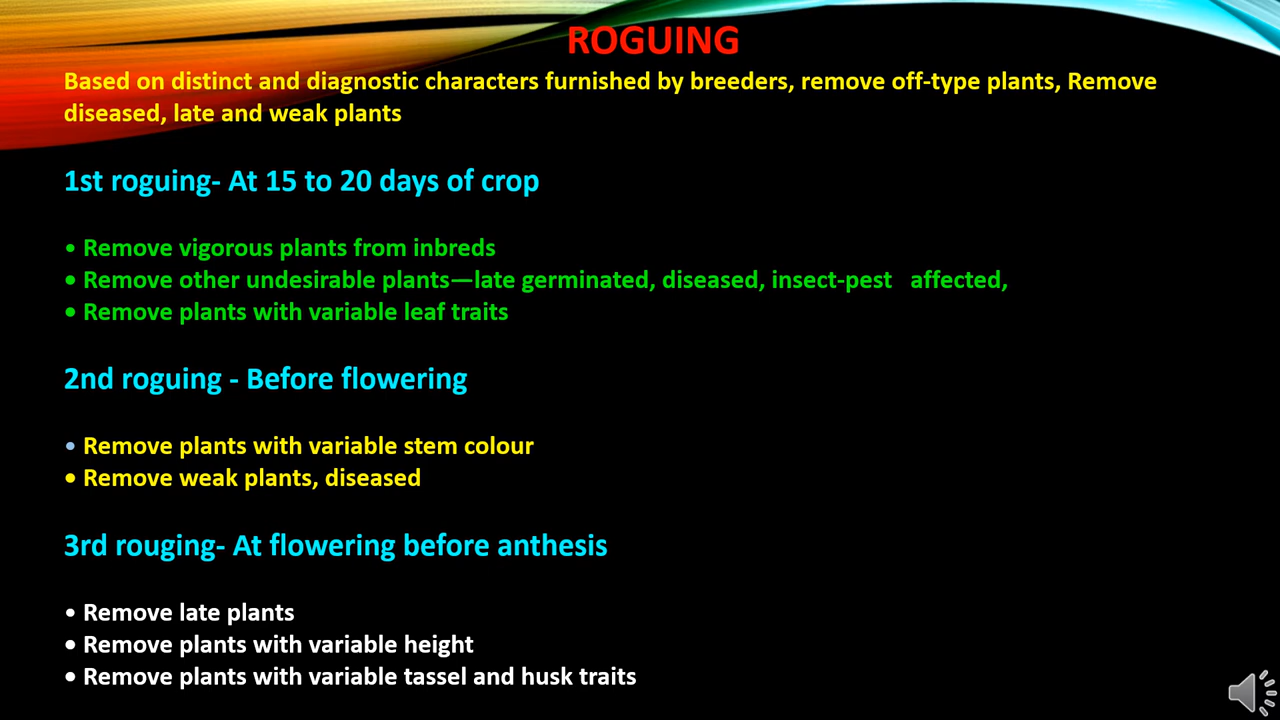 ROGUING
Based on distinct and diagnostic characters furnished by breeders, remove off-type plants, Remove
diseased, late and weak plants
1st roguing- At 15 to 20 days of crop
• Remove vigorous plants from inbreds
• Remove other undesirable plants—late germinated, diseased, insect-pest   affected,
• Remove plants with variable leaf traits
2nd roguing - Before flowering
• Remove plants with variable stem colour
• Remove weak plants, diseased
3rd rouging- At flowering before anthesis
• Remove late plants
• Remove plants with variable height
• Remove plants with variable tassel and husk traits